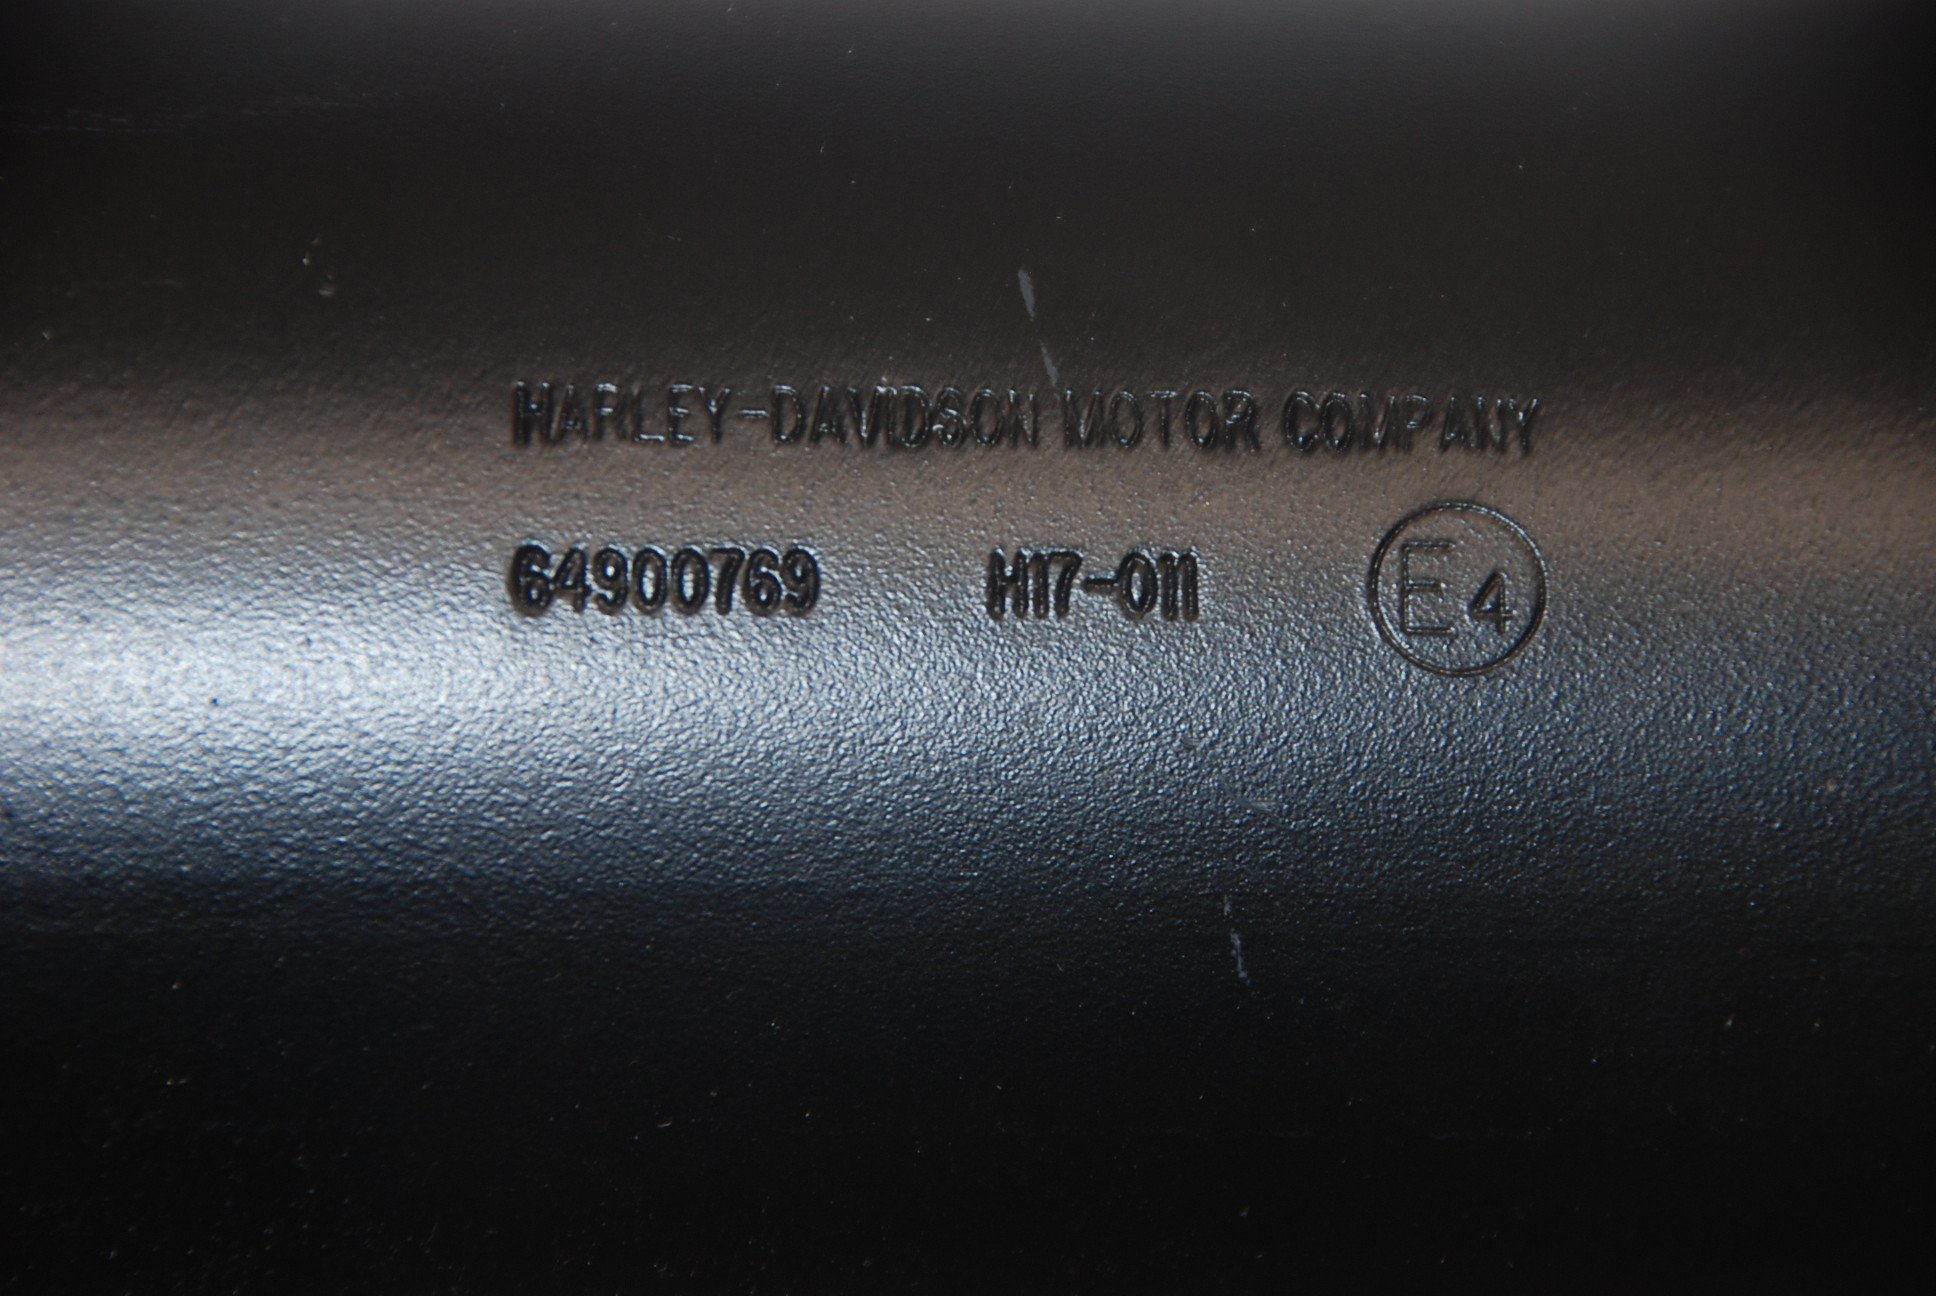 HARLEY-DAVIDSON MOTOR COMPANY
64900769 H17-011 E4